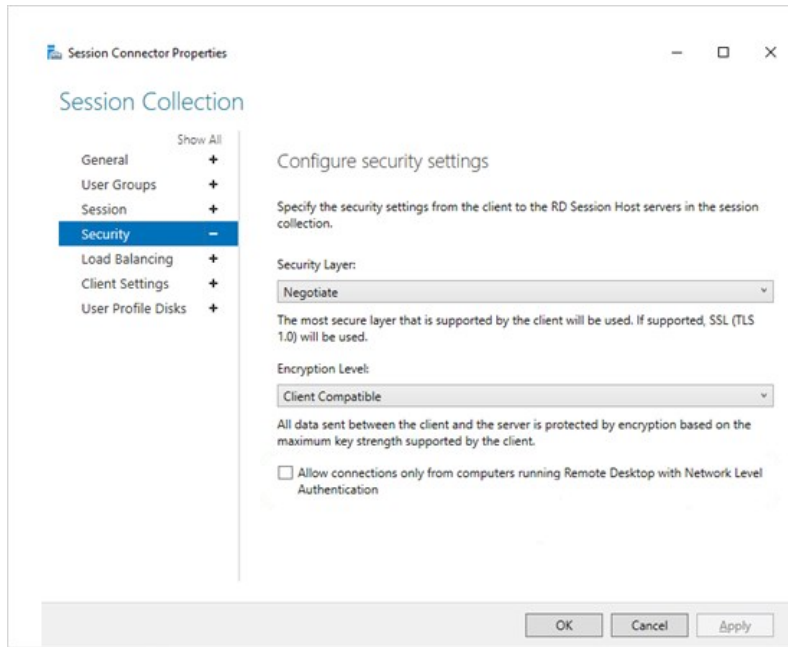 Session Connector Properties
Session Collection
Show All
General +
User Groups +
Session +
Security –
Load Balancing +
Client Settings +
User Profile Disks +
Configure security settings
Specify the security settings from the client to the RD Session Host servers in the session
collection.
Security Layer:
Negotiate
The most secure layer that is supported by the client will be used. If supported, SSL (TLS
1.0) will be used.
Encryption Level:
Client Compatible
All data sent between the client and the server is protected by encryption based on the
maximum key strength supported by the client.
Allow connections only from computers running Remote Desktop with Network Level
Authentication
OK
Cancel
Apply